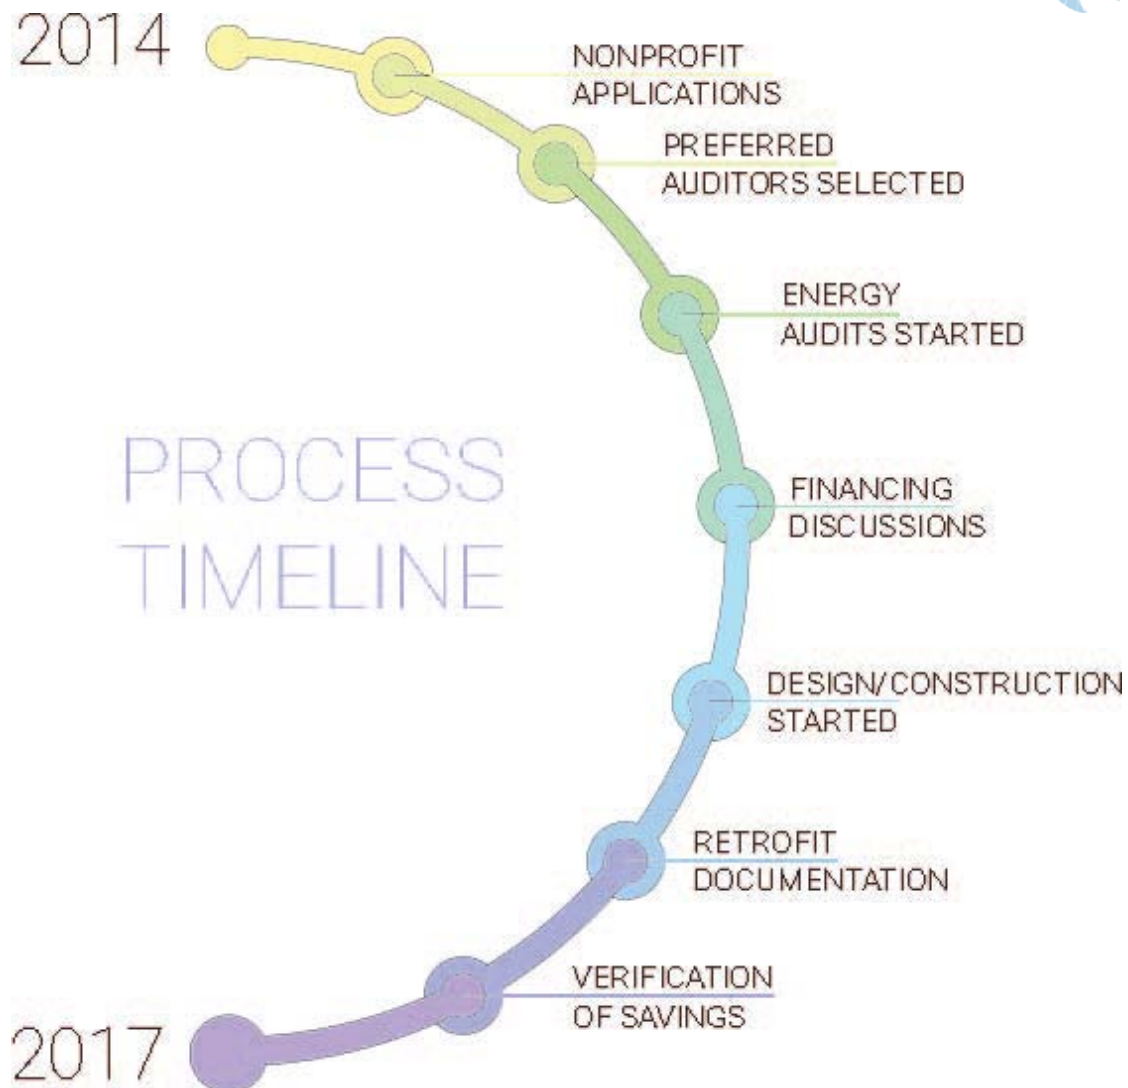 2014
NONPROFIT
APPLICATIONS
PREFERRED
AUDITORS SELECTED
ENERGY
AUDITS STARTED
PROCESS
TIMELINE
FINANCING
DISCUSSIONS
DESIGN/CONSTRUCTION
STARTED
RETROFIT
DOCUMENTATION
VERIFICATION
OF SAVINGS
2017